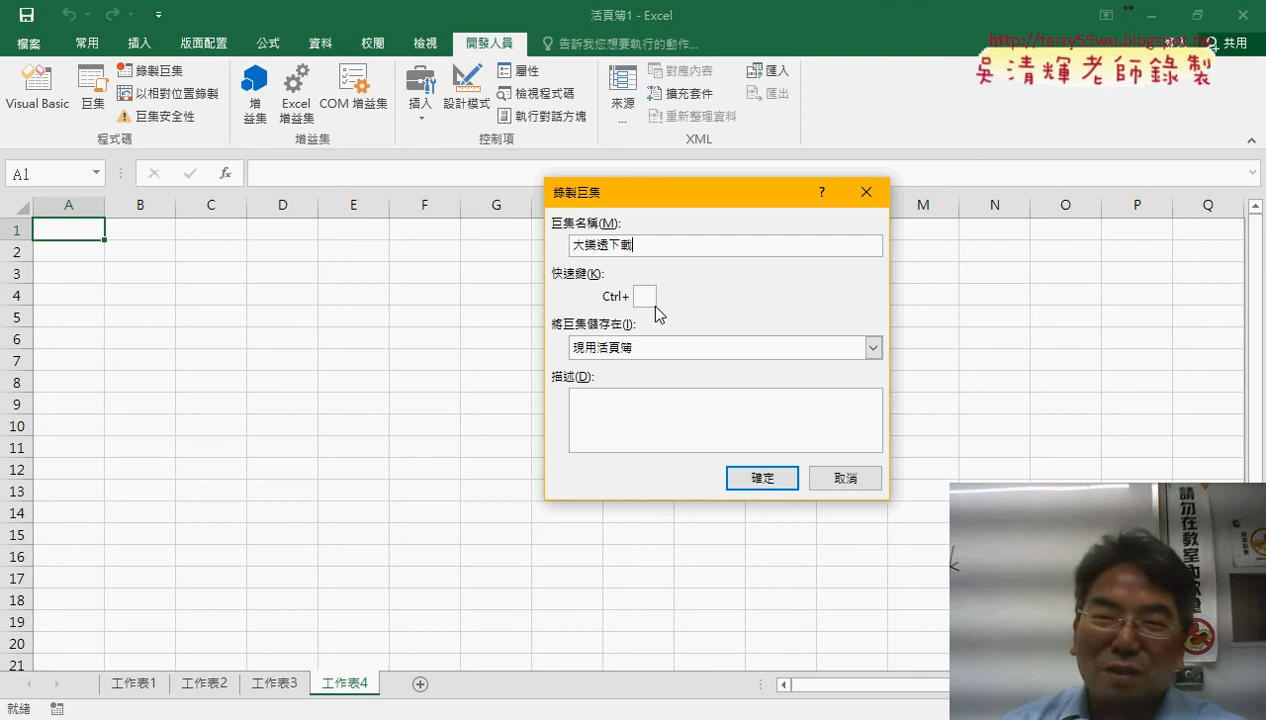 活頁簿1 - Excel
http://terry55wu.blogspot.tw
吳清輝老師錄製
檔案 常用 插入 版面配置 公式 資料 校閱 檢視 開發人員 告訴我您想要執行的動作... 共用
Visual Basic
巨集
錄製巨集
以相對位置錄製
巨集安全性
程式碼
增益集
Excel 增益集
COM 增益集
增益集
插入
設計模式
屬性
檢視程式碼
執行對話方塊
控制項
來源...
對應內容
擴充套件
重新整理資料
匯入
匯出
XML
A1
fx
A B C D E F G M N O P Q
1
2
3
4
5
6
7
8
9
10
11
12
13
14
15
16
17
18
19
20
21
錄製巨集
?
巨集名稱(M):
大樂透下載
快速鍵(K):
Ctrl+
將巨集儲存在(I):
現用活頁簿
描述(D):
確定 取消
請勿在教室內飲
工作表1 工作表2 工作表3 工作表4
就緒